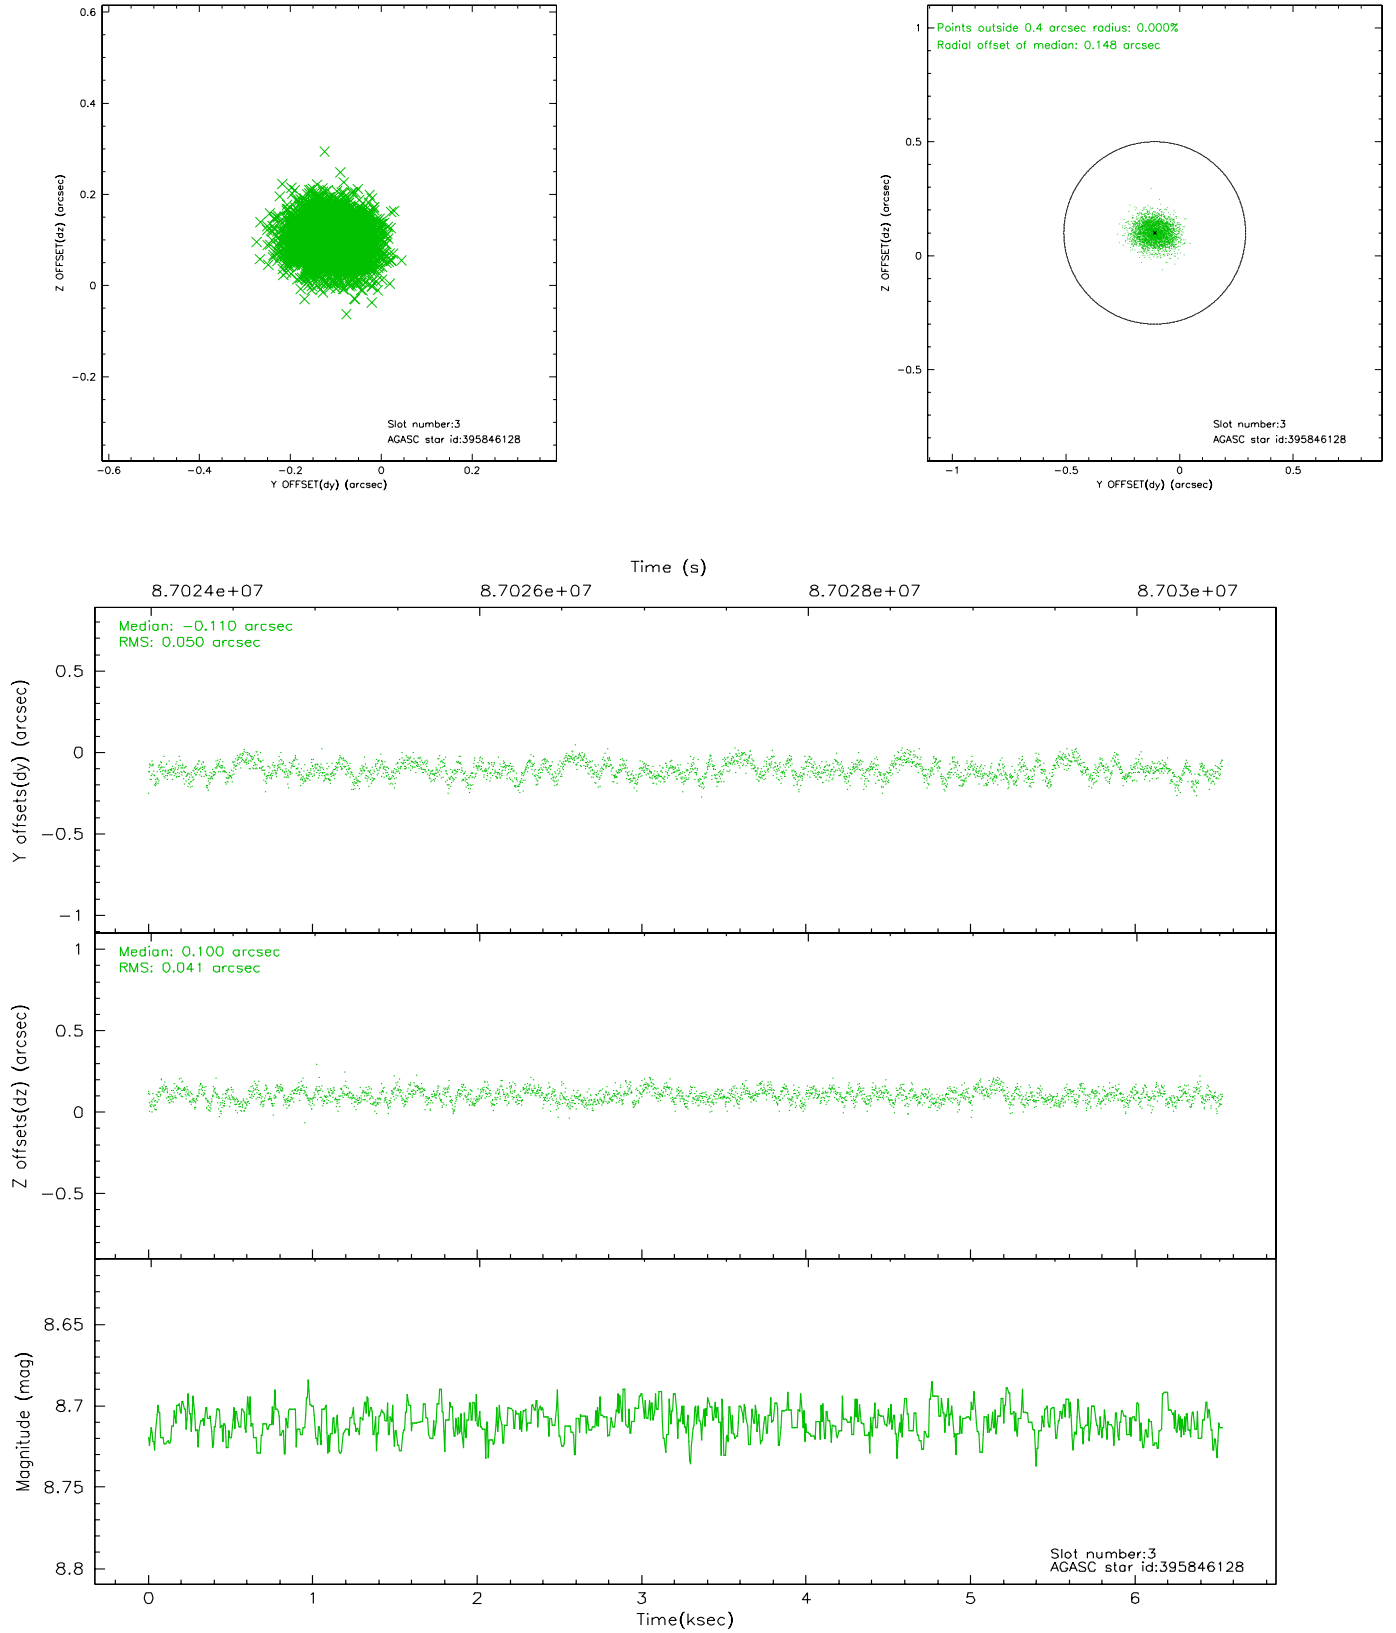 0.6
0.4
0.2
0
−0.2
Z OFFSET(dz) (arcsec)
Slot number:3
AGASC star id:395846128
−0.6 −0.4 −0.2 0 0.2
Y OFFSET(dy) (arcsec)
Points outside 0.4 arcsec radius: 0.000%
Radial offset of median: 0.148 arcsec
1
0.5
0
−0.5
Z OFFSET(dz) (arcsec)
Slot number:3
AGASC star id:395846128
−1 −0.5 0 0.5
Y OFFSET(dy) (arcsec)
Time (s)
8.7024e+07 8.7026e+07 8.7028e+07 8.703e+07
Median: −0.110 arcsec
RMS: 0.050 arcsec
0.5
0
−0.5
−1
Y offsets(dy) (arcsec)
Median: 0.100 arcsec
RMS: 0.041 arcsec
1
0.5
0
−0.5
Z offsets(dz) (arcsec)
8.65
8.7
8.75
8.8
Magnitude (mag)
Slot number:3
AGASC star id:395846128
0 1 2 3 4 5 6
Time(ksec)